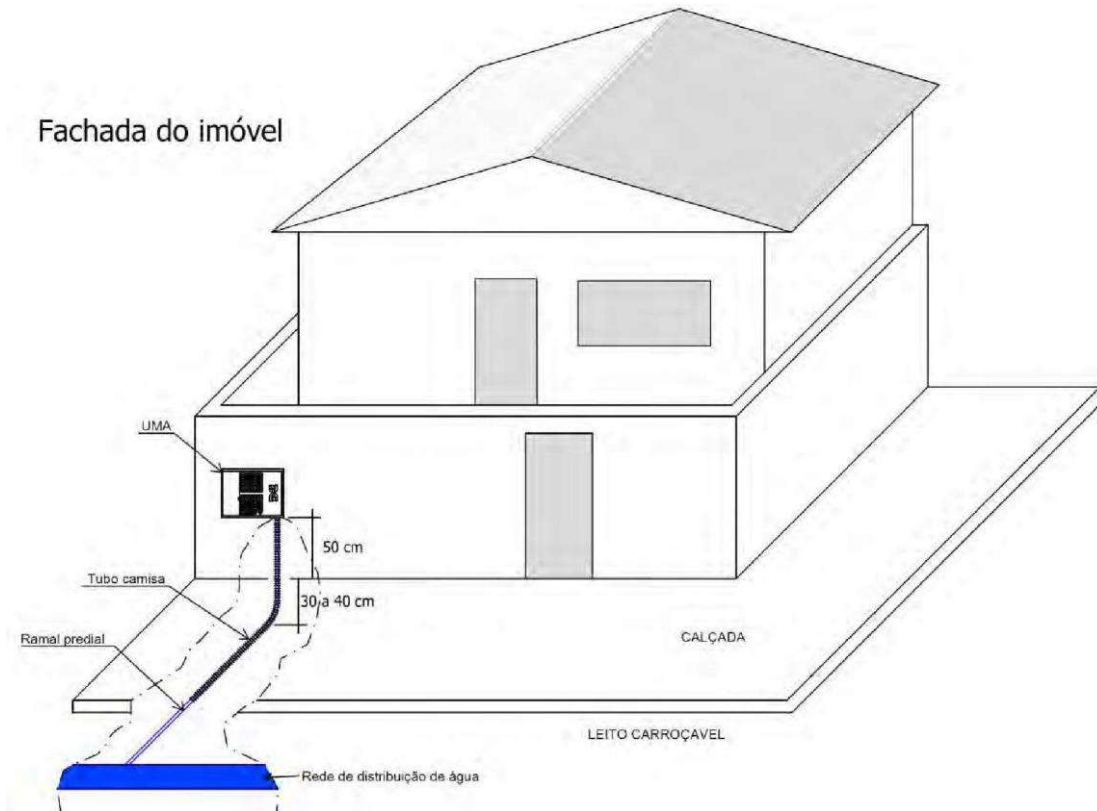 Fachada do imóvel
UMA
50 cm
Tubo camisa
30 a 40 cm
Ramal predial
CALÇADA
LEITO CARROÇAVEL
Rede de distribuição de água